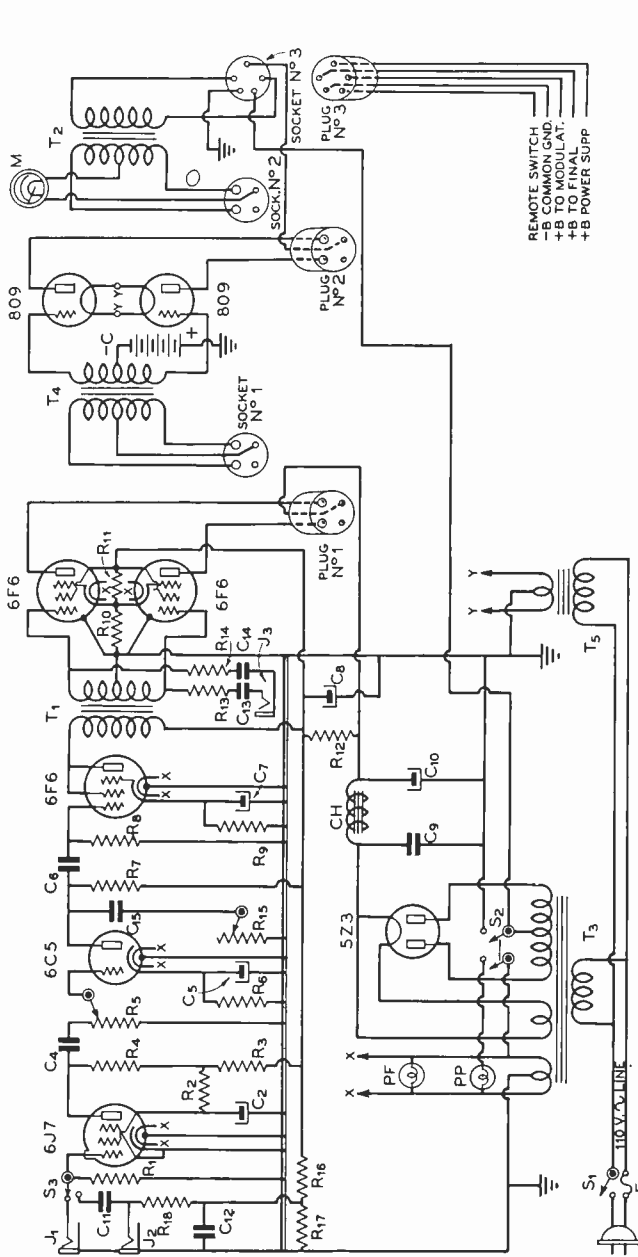 J1
S3
6J7
C4
6C5
C6
6F6
T1
6F6
R10
R11
X
X
6F6
T4
-C
+
809
809
Y
Y
M
T2
SOCKET Nº 3
SOCK. Nº 2
PLUG Nº 2
SOCKET
Nº 1
PLUG
Nº 1
PLUG
Nº 3
J2
C11
R18
C12
R1
X
C2
R2
R4
R3
R5
C5
R6
X
X
R15
C15
R7
R8
R9
C7
X
X
R13
R14
C13
C14
J3
R17
R16
R12
C8
CH
C9
C10
5Z3
X
X
PF
PP
S2
T3
T5
Y
Y
S1
F
110 V.∿ LINE
REMOTE SWITCH
-B COMMON GND.
+B TO MODULAT.
+B TO FINAL
+B POWER SUPP